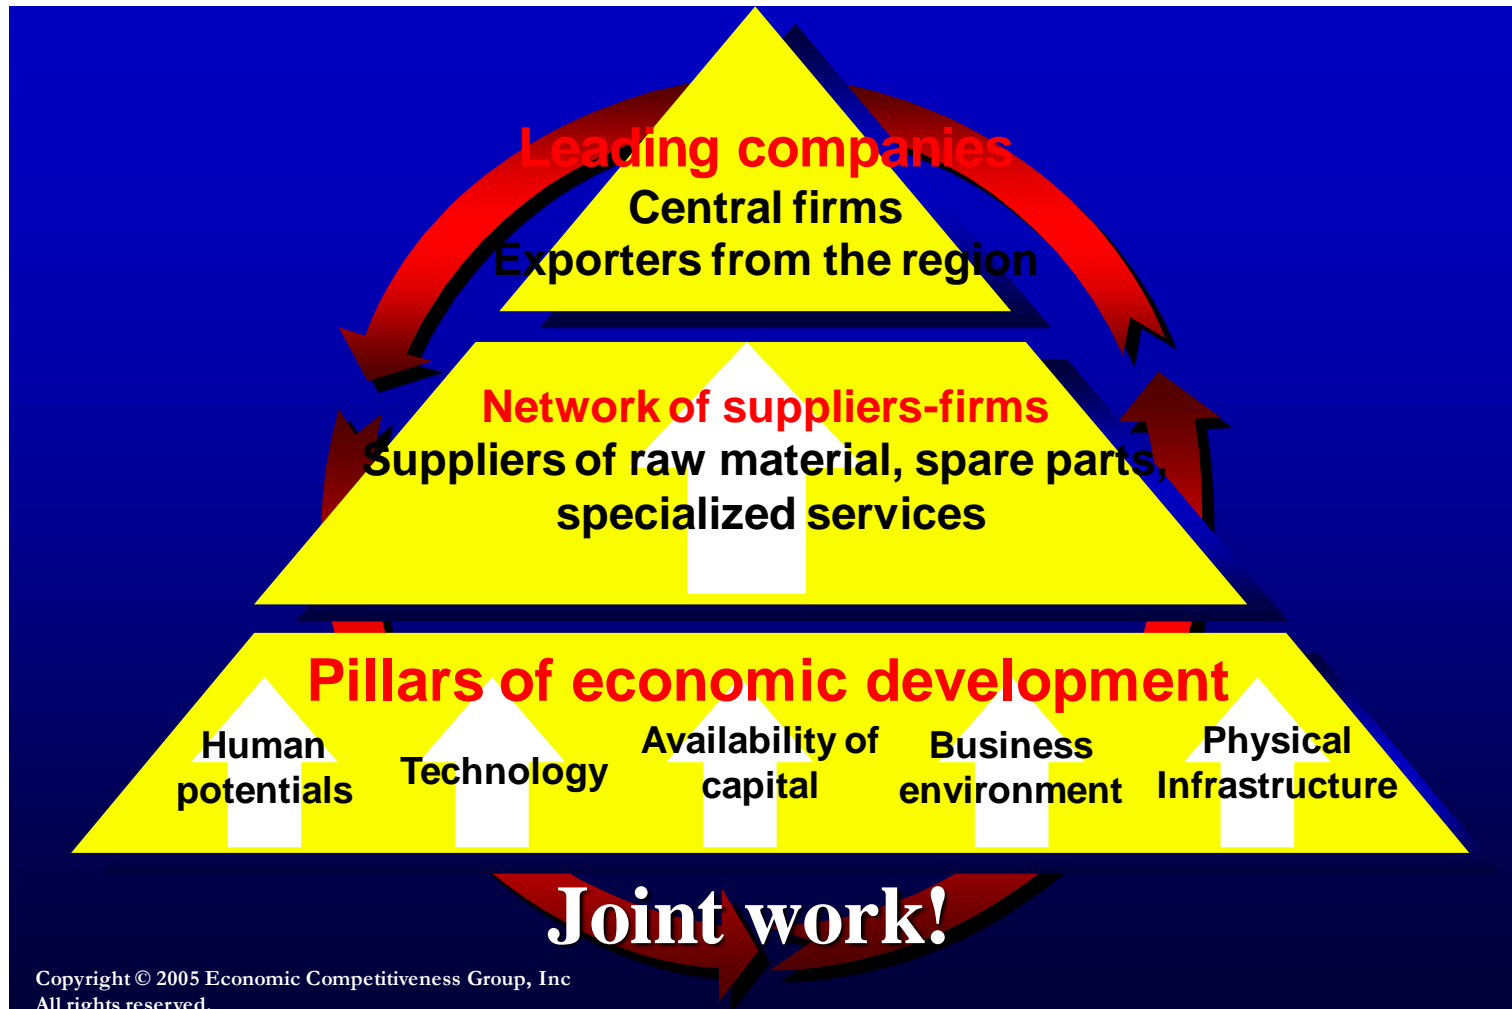 Leading companies
Central firms
Exporters from the region
Network of suppliers-firms
Suppliers of raw material, spare parts,
specialized services
Pillars of economic development
Human
potentials
Technology
Availability of
capital
Business
environment
Physical
Infrastructure
Joint work!
Copyright © 2005 Economic Competitiveness Group, Inc
All rights reserved.